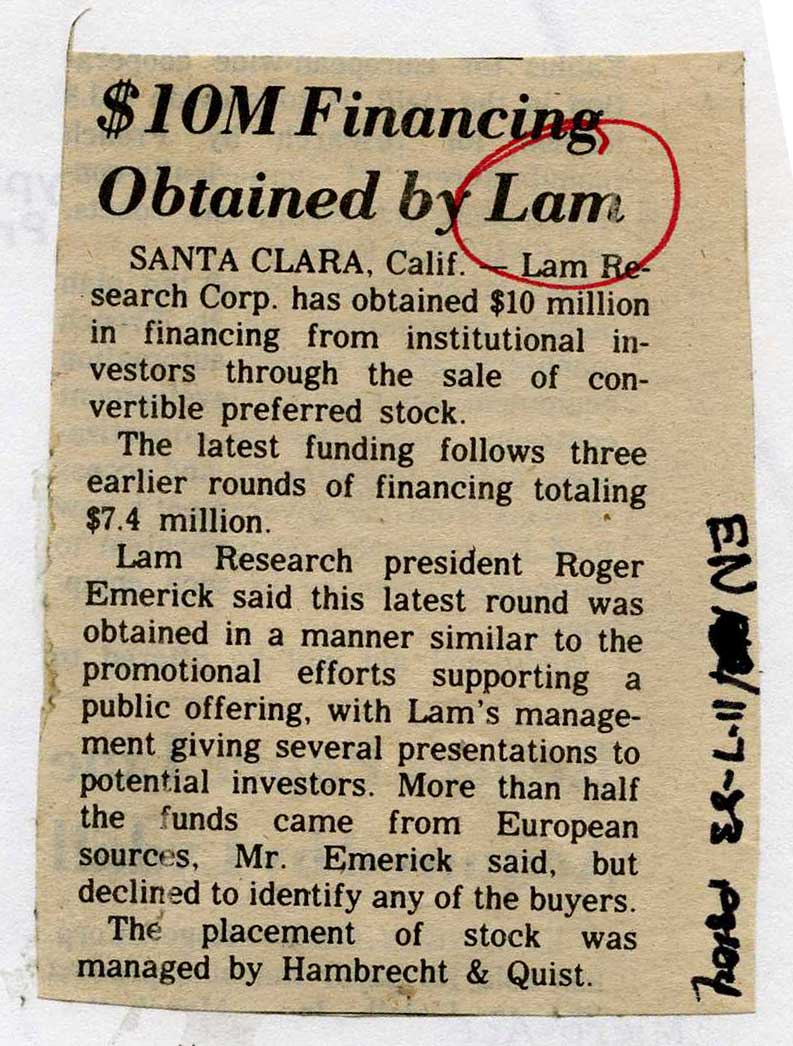 $10M Financing
Obtained by Lam
SANTA CLARA, Calif. — Lam Re-
search Corp. has obtained $10 million
in financing from institutional in-
vestors through the sale of con-
vertible preferred stock.
The latest funding follows three
earlier rounds of financing totaling
$7.4 million.
Lam Research president Roger
Emerick said this latest round was
obtained in a manner similar to the
promotional efforts supporting a
public offering, with Lam's manage-
ment giving several presentations to
potential investors. More than half
the funds came from European
sources, Mr. Emerick said, but
declined to identify any of the buyers.
The placement of stock was
managed by Hambrecht & Quist.
EN /11-7-83